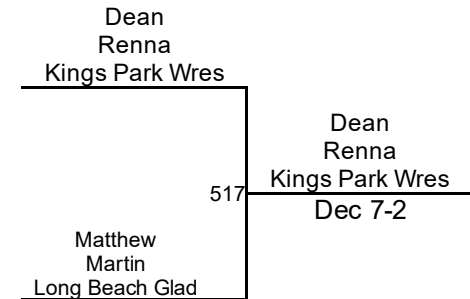 Dean
Renna
Kings Park Wres
Dean
Renna
Kings Park Wres
517
Dec 7-2
Matthew
Martin
Long Beach Glad